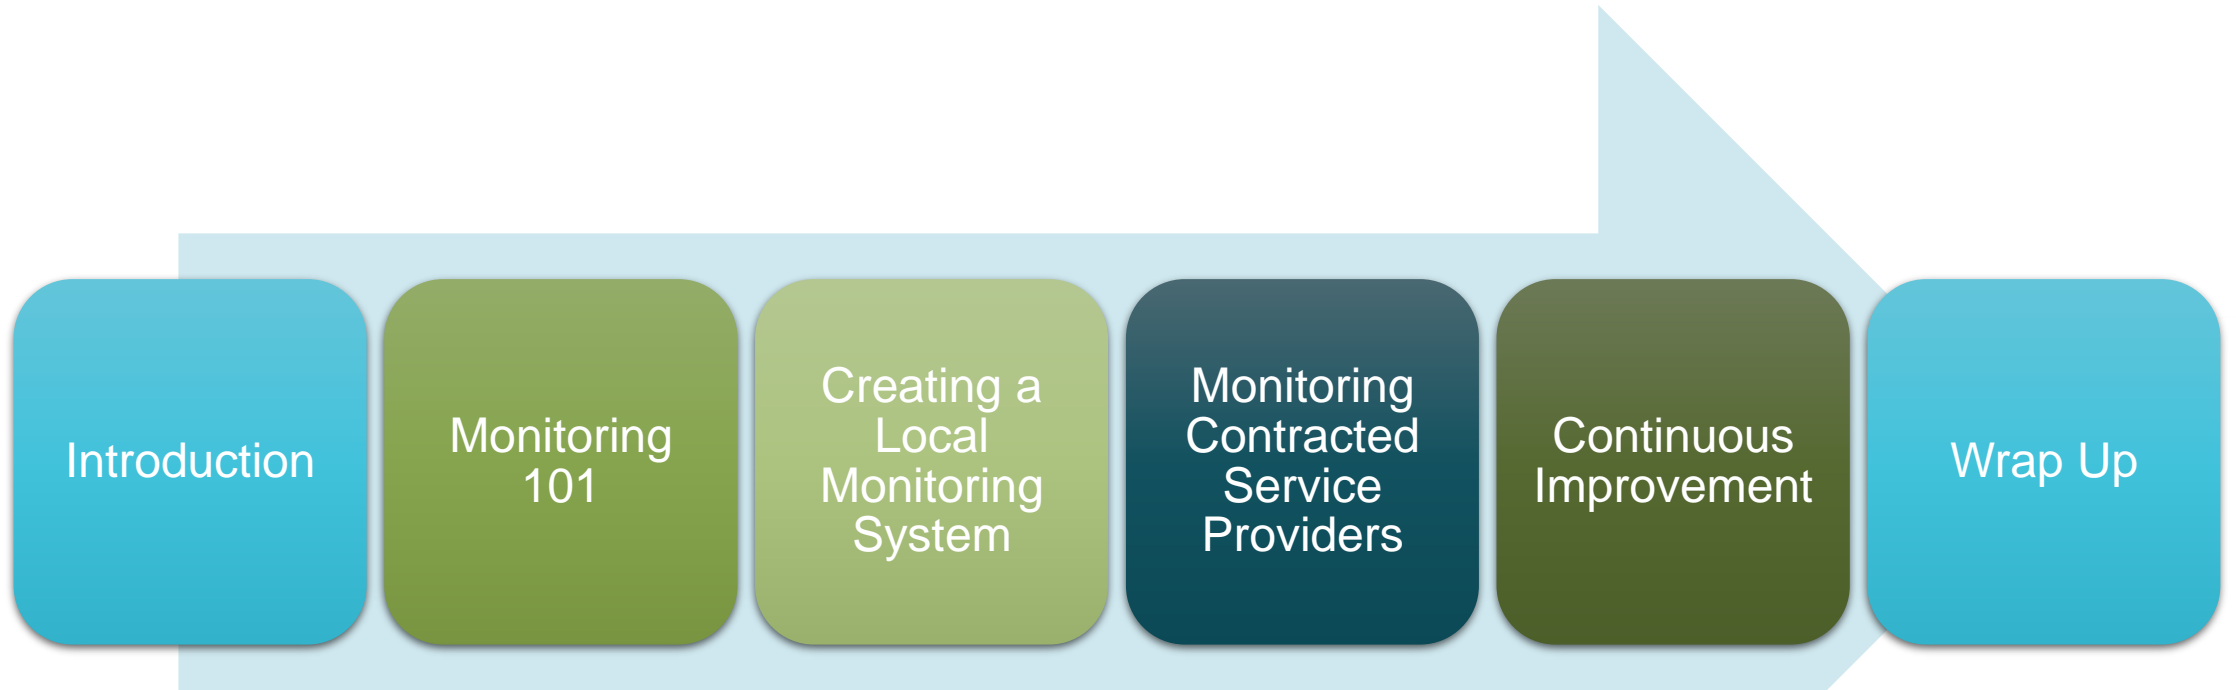 Introduction
Monitoring
101
Creating a
Local
Monitoring
System
Monitoring
Contracted
Service
Providers
Continuous
Improvement
Wrap Up